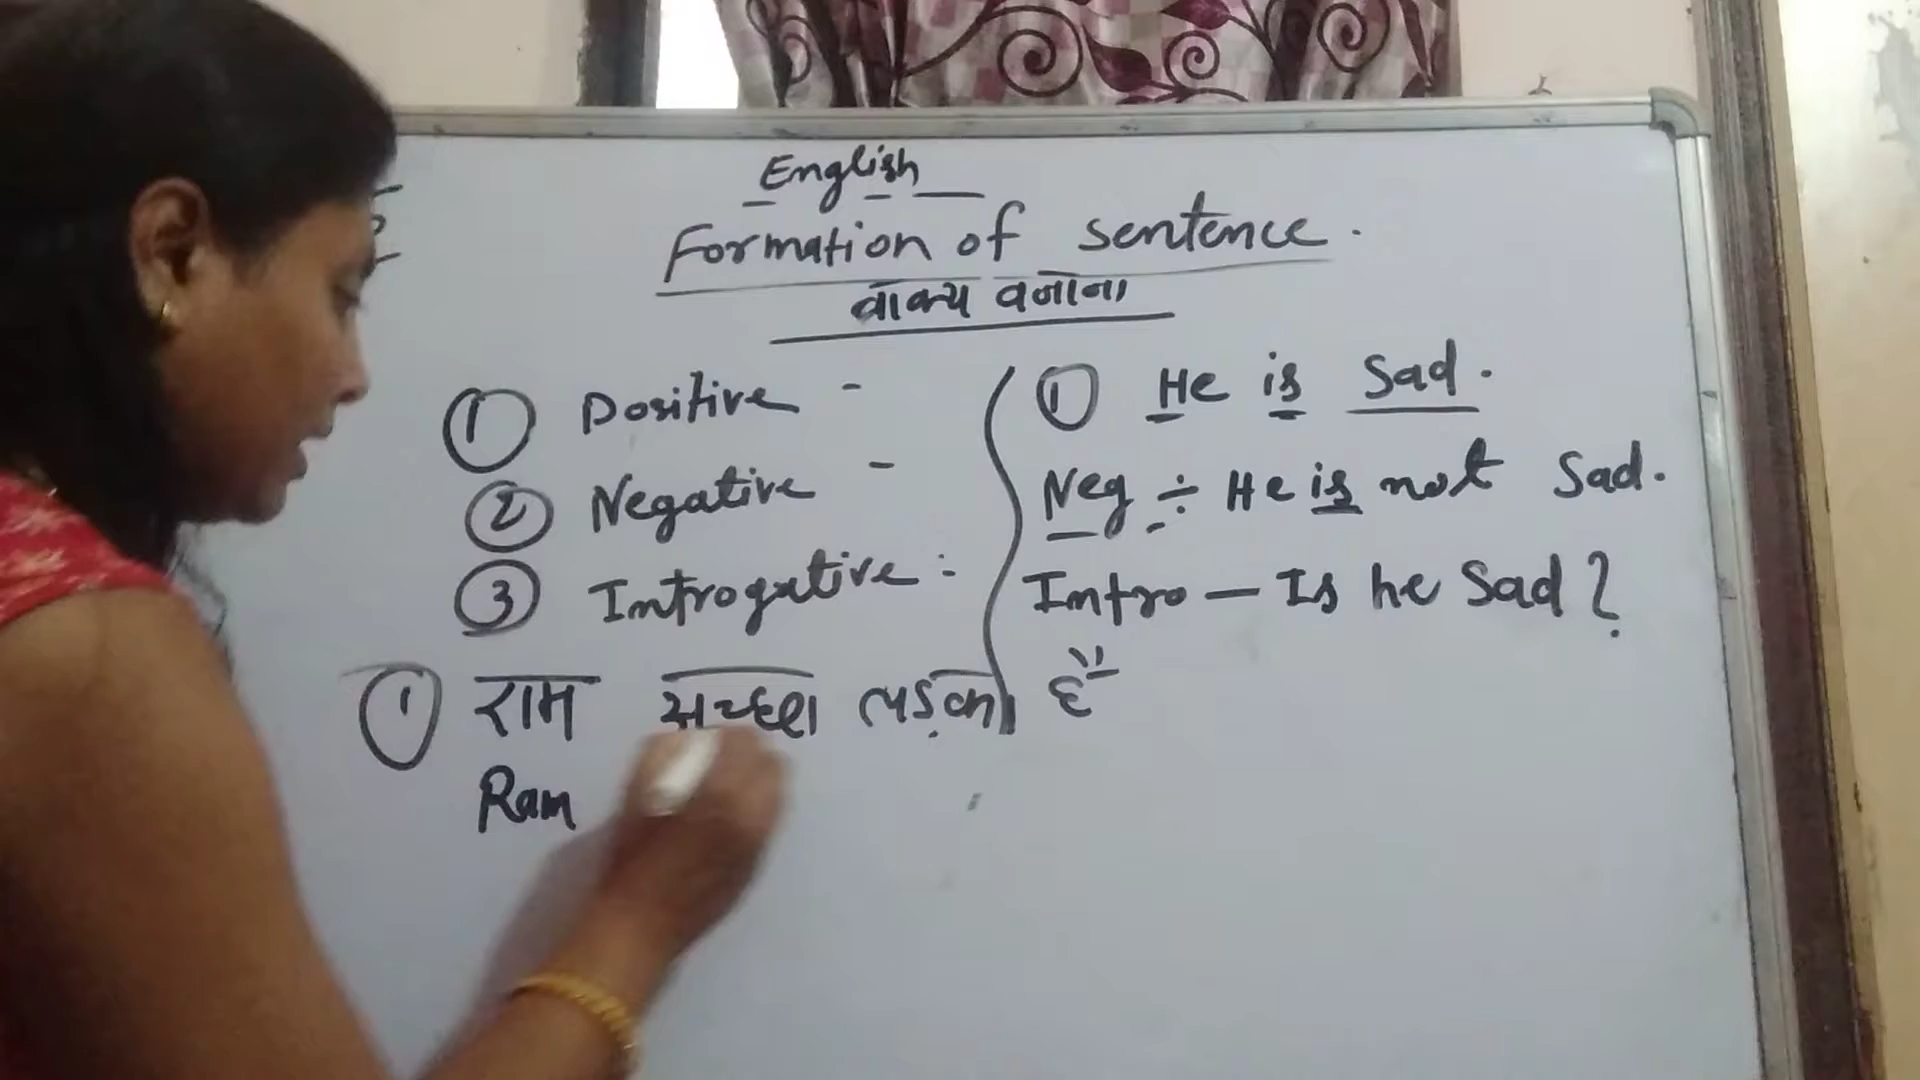 English
Formation of sentence.
वाक्य बनाना
① Positive -
② Negative -
③ Introgative :
① He is Sad.
Neg ÷ He is not Sad.
Intro — Is he Sad ?
① राम अच्छा लड़का है
Ram